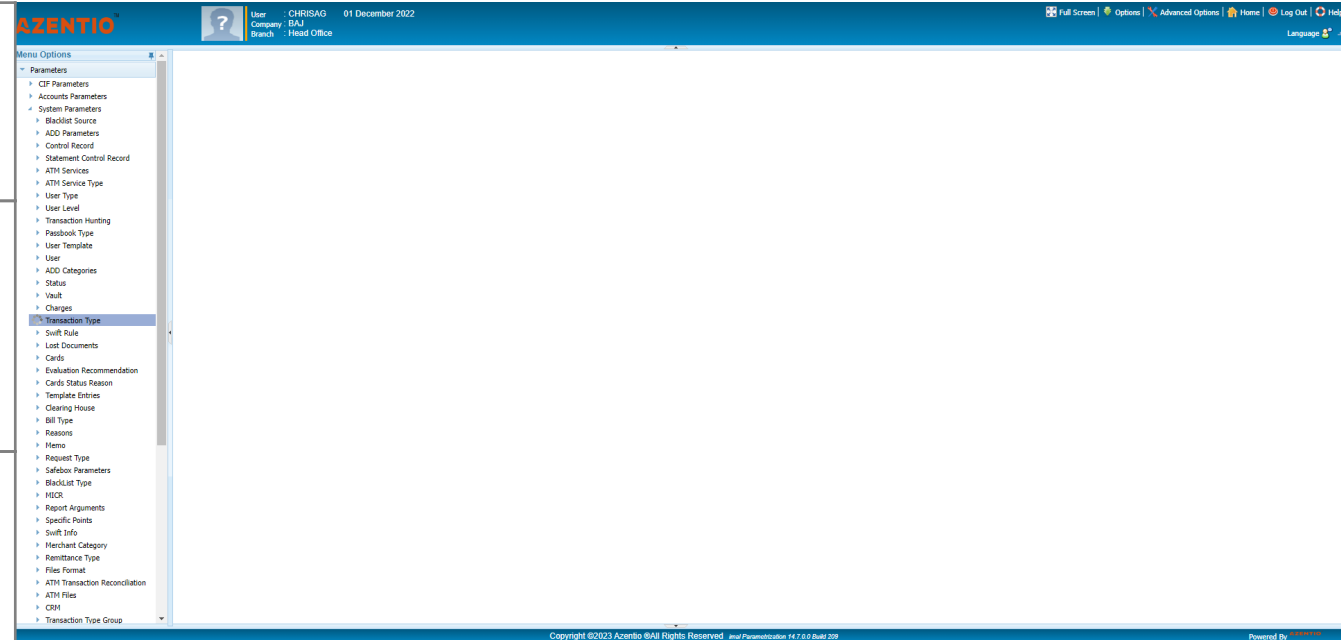 AZENTIO™
User : CHRISAG 01 December 2022
Company : BAJ
Branch : Head Office
Full Screen | Options | Advanced Options | Home | Log Out | Help
Language
Menu Options
Parameters
CIF Parameters
Accounts Parameters
System Parameters
Blacklist Source
ADD Parameters
Control Record
Statement Control Record
ATM Services
ATM Service Type
User Type
User Level
Transaction Hunting
Passbook Type
User Template
User
ADD Categories
Status
Vault
Charges
Transaction Type
Swift Rule
Lost Documents
Cards
Evaluation Recommendation
Cards Status Reason
Template Entries
Clearing House
Bill Type
Reasons
Memo
Request Type
Safebox Parameters
BlackList Type
MICR
Report Arguments
Specific Points
Swift Info
Merchant Category
Remittance Type
Files Format
ATM Transaction Reconciliation
ATM Files
CRM
Transaction Type Group
Copyright ©2023 Azentio ®All Rights Reserved imal Parametrization 14.7.0.0 Build 209
Powered By AZENTIO